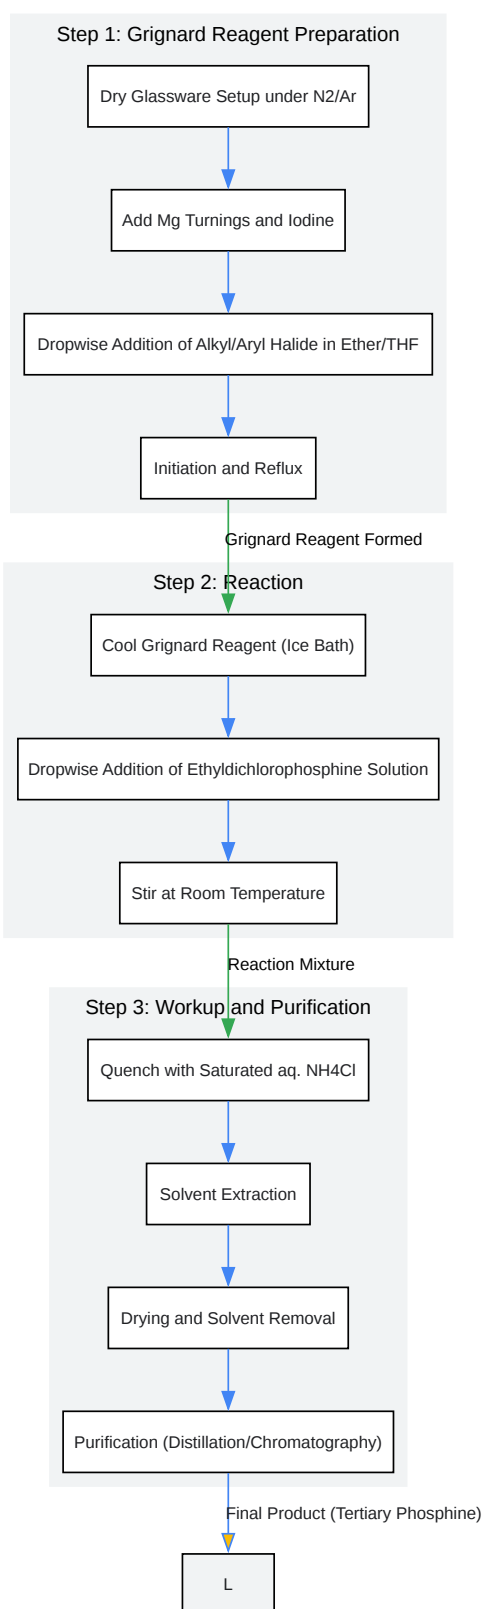 Step 1: Grignard Reagent Preparation
Dry Glassware Setup under N2/Ar
Add Mg Turnings and Iodine
Dropwise Addition of Alkyl/Aryl Halide in Ether/THF
Initiation and Reflux
Grignard Reagent Formed
Step 2: Reaction
Cool Grignard Reagent (Ice Bath)
Dropwise Addition of Ethyldichlorophosphine Solution
Stir at Room Temperature
Reaction Mixture
Step 3: Workup and Purification
Quench with Saturated aq. NH4Cl
Solvent Extraction
Drying and Solvent Removal
Purification (Distillation/Chromatography)
Final Product (Tertiary Phosphine)
L